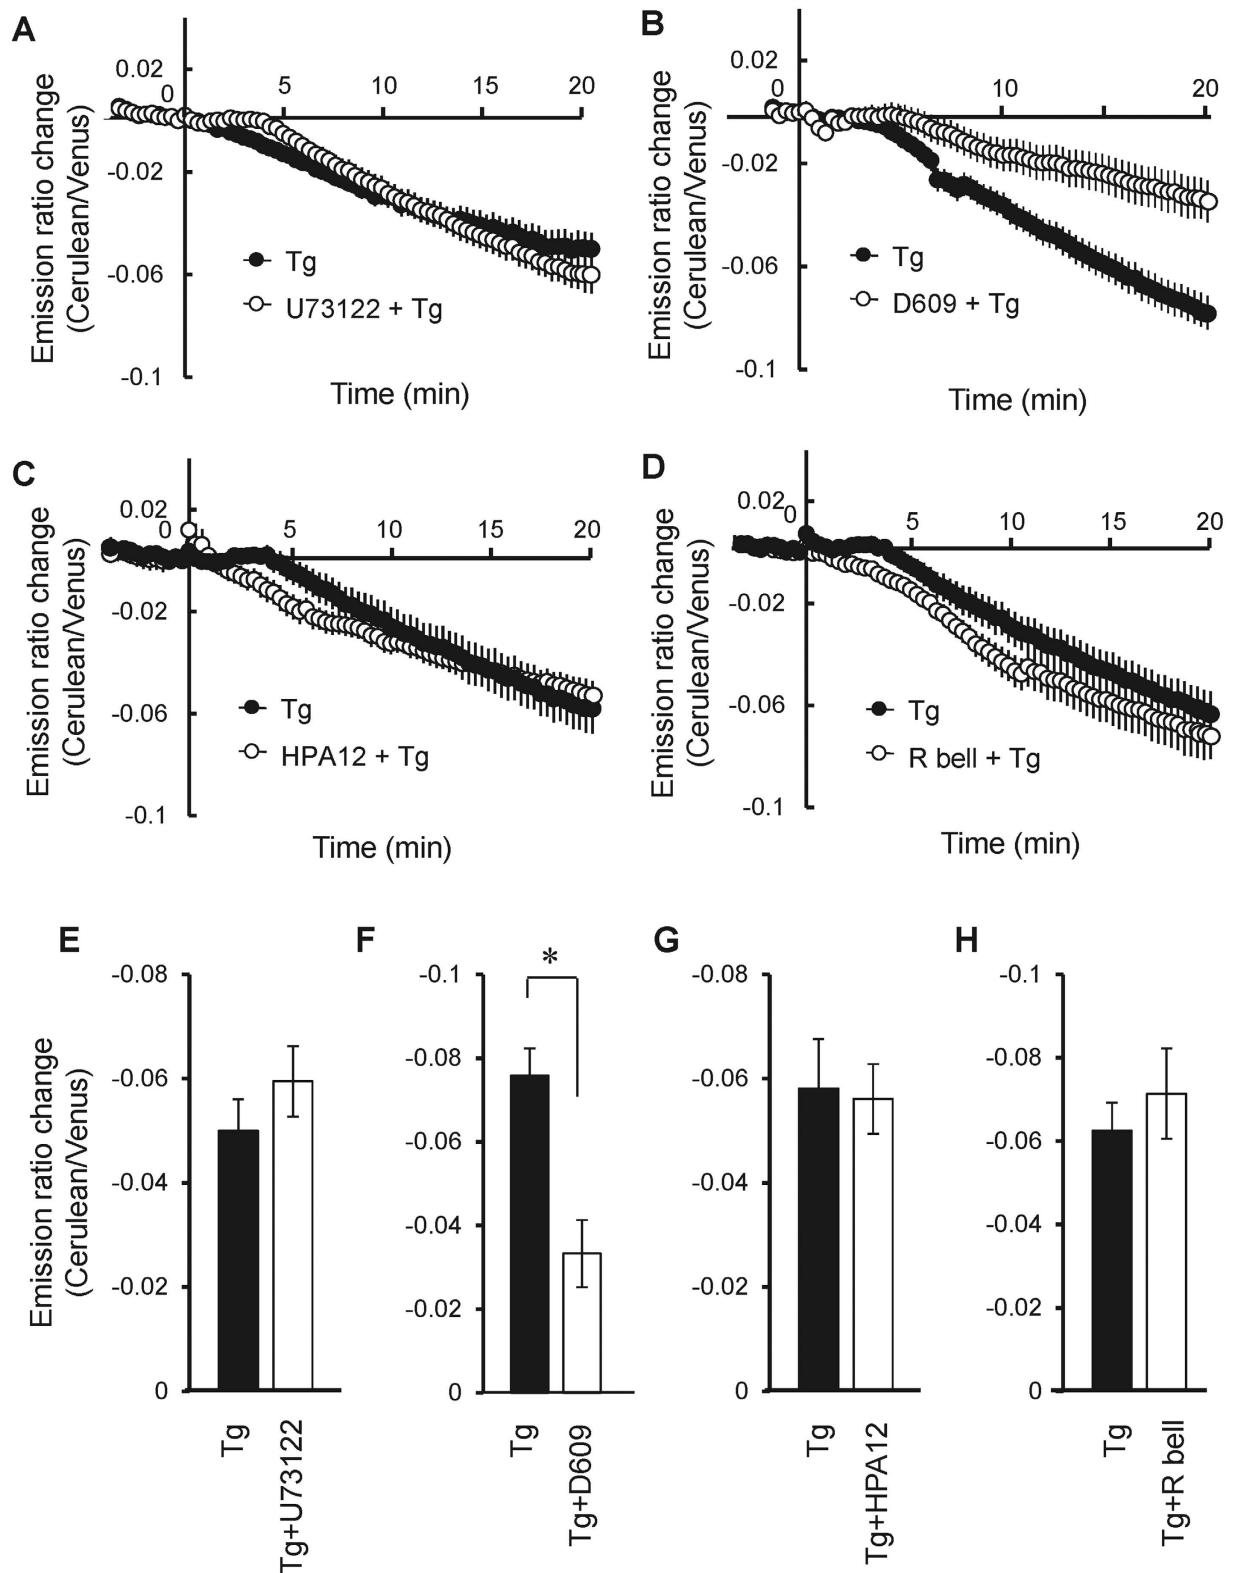 A
Emission ratio change
(Cerulean/Venus)
0.02
0
5
10
15
20
-0.02
-0.06
-0.1
Tg
U73122 + Tg
Time (min)
B
Emission ratio change
(Cerulean/Venus)
0.02
0
10
20
-0.02
-0.06
-0.1
Tg
D609 + Tg
Time (min)
C
Emission ratio change
(Cerulean/Venus)
0.02
0
5
10
15
20
-0.02
-0.06
-0.1
Tg
HPA12 + Tg
Time (min)
D
Emission ratio change
(Cerulean/Venus)
0.02
0
5
10
15
20
-0.02
-0.06
-0.1
Tg
R bell + Tg
Time (min)
E
Emission ratio change
(Cerulean/Venus)
-0.08
-0.06
-0.04
-0.02
0
Tg
Tg+U73122
F
*
-0.1
-0.08
-0.06
-0.04
-0.02
0
Tg
Tg+D609
G
-0.08
-0.06
-0.04
-0.02
0
Tg
Tg+HPA12
H
-0.1
-0.08
-0.06
-0.04
-0.02
0
Tg
Tg+R bell